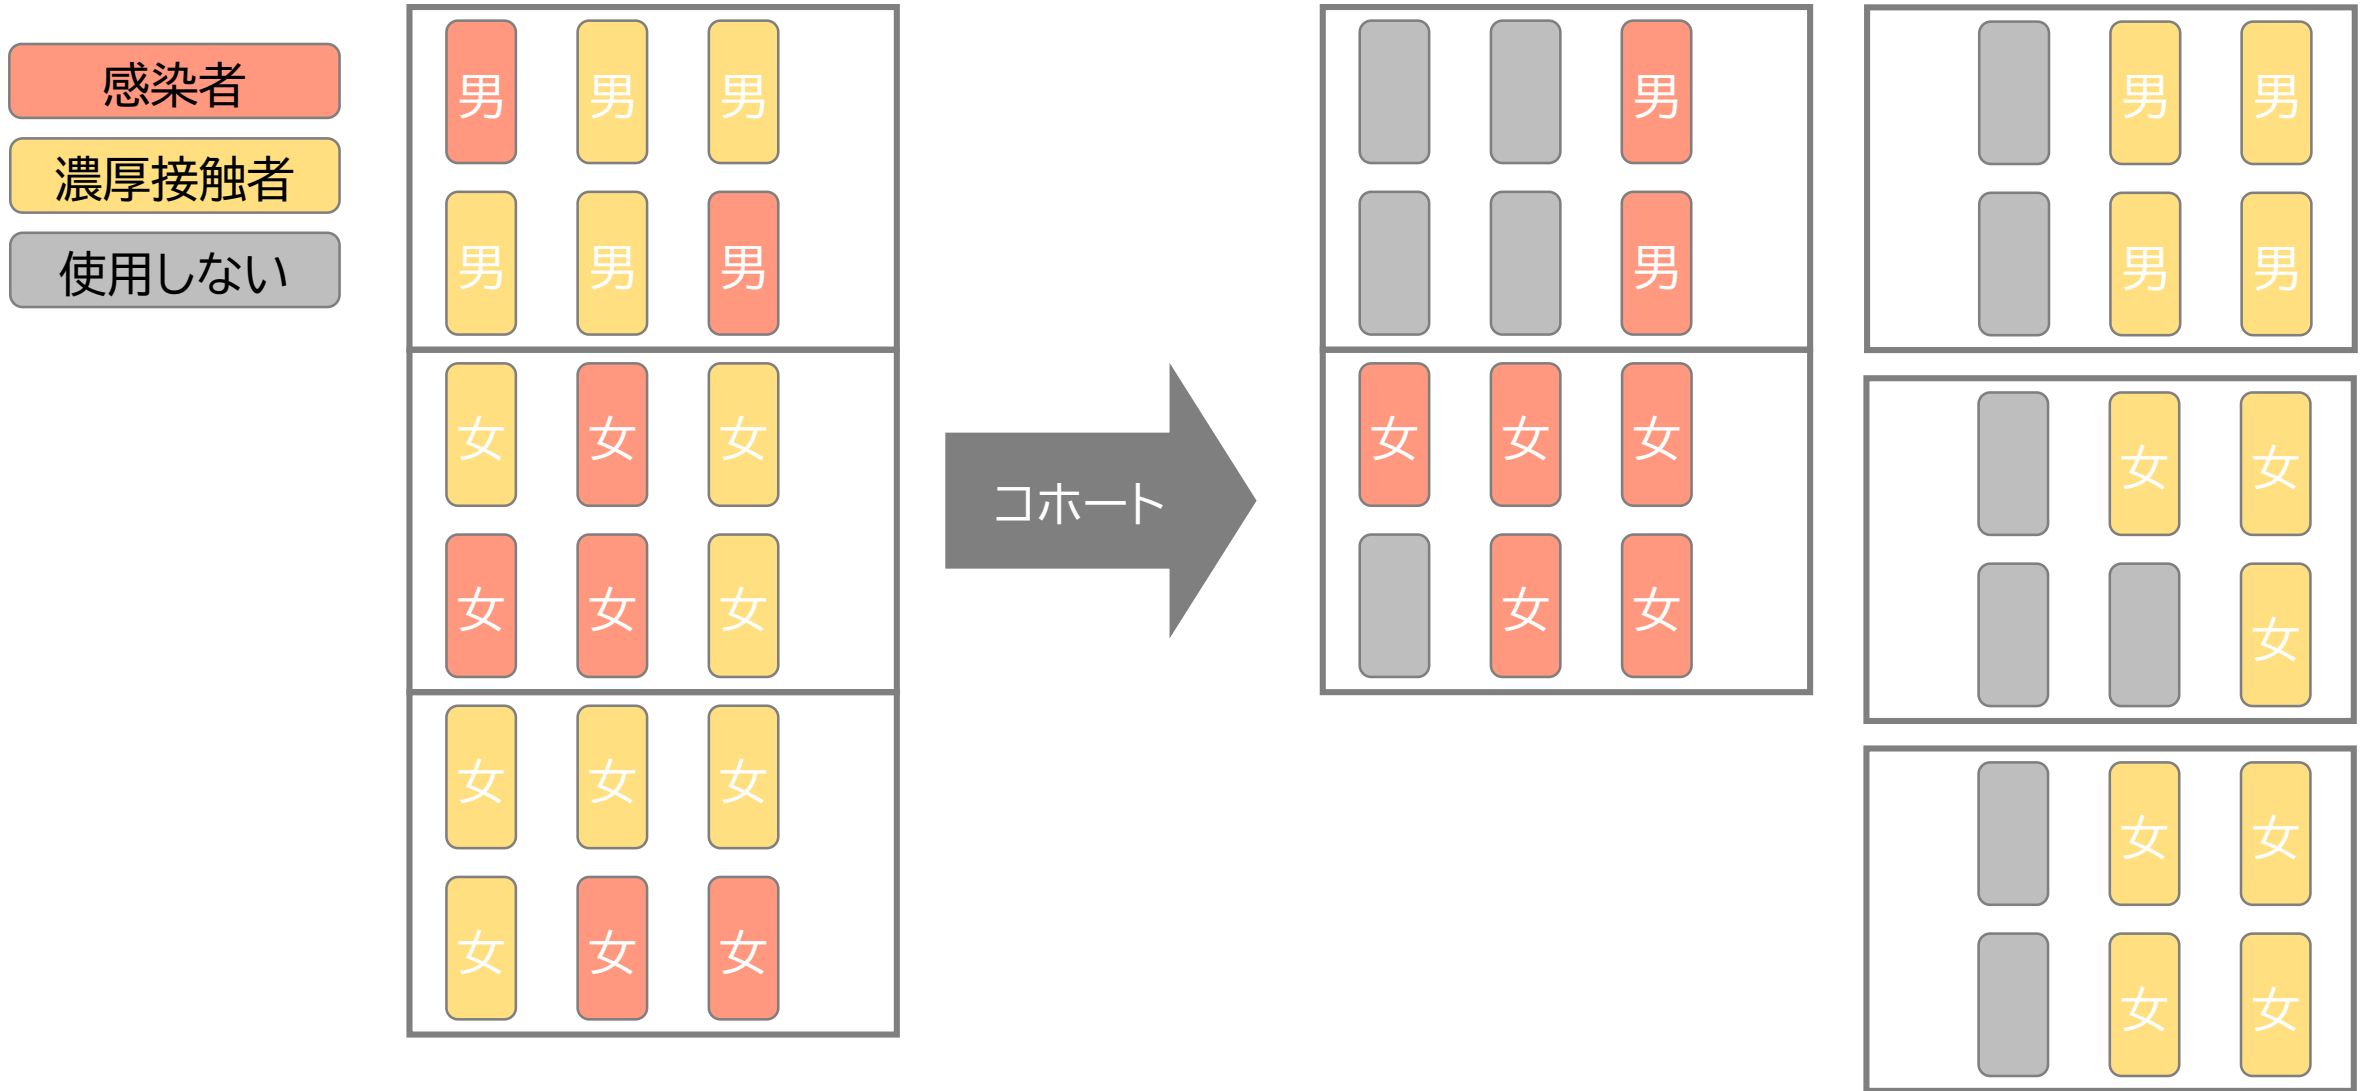 感染者
濃厚接触者
使用しない
男 男 男
男 男 男
女 女 女
女 女 女
女 女 女
女 女 女
コホート
男
男
女 女 女
女 女
男 男
男 男
女 女
女
女 女
女 女